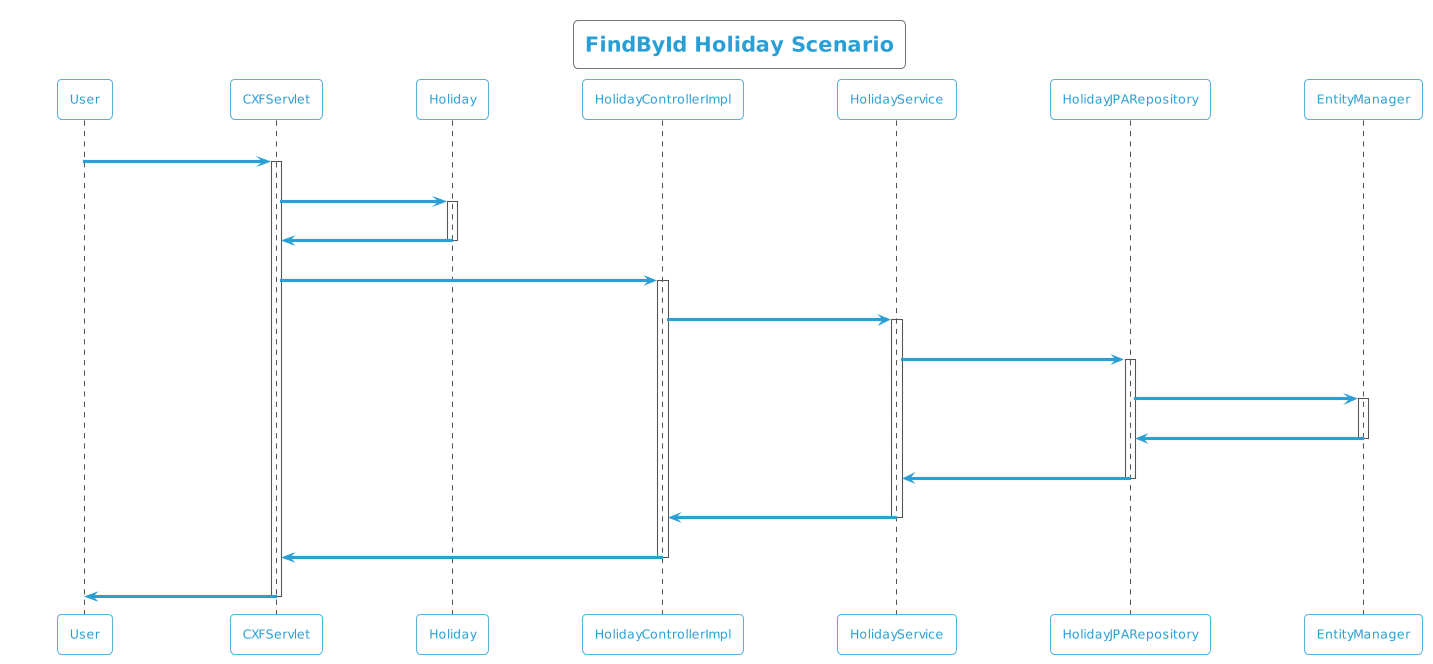 FindById Holiday Scenario
User
CXFServlet
Holiday
HolidayControllerImpl
HolidayService
HolidayJPARepository
EntityManager
User
CXFServlet
Holiday
HolidayControllerImpl
HolidayService
HolidayJPARepository
EntityManager